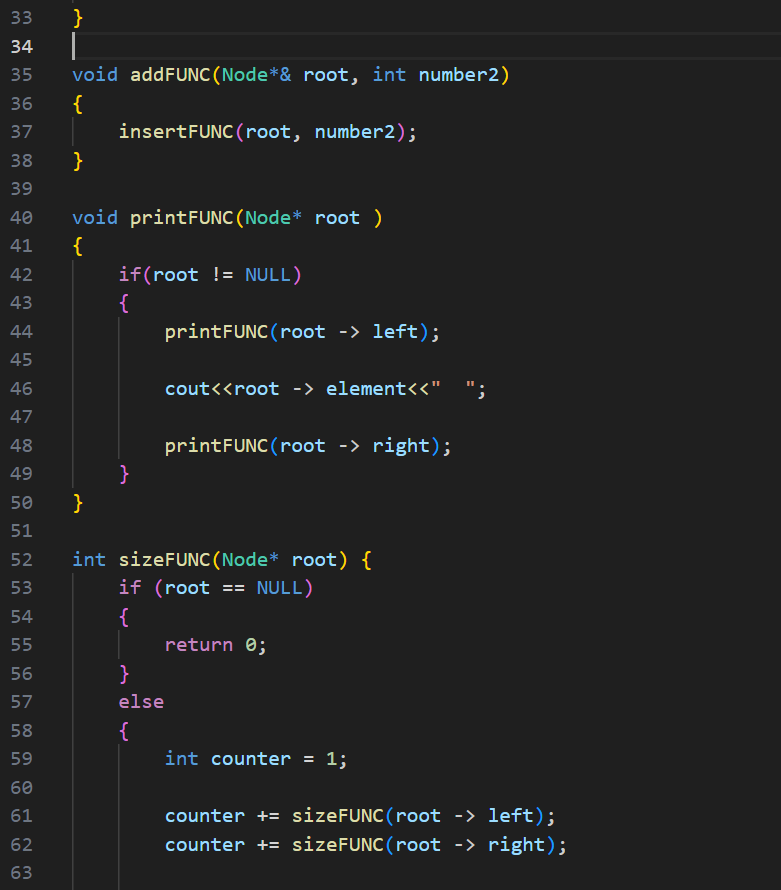 33 }
34
35 void addFUNC(Node*& root, int number2)
36 {
37     insertFUNC(root, number2);
38 }
39
40 void printFUNC(Node* root )
41 {
42     if(root != NULL)
43     {
44         printFUNC(root -> left);
45
46         cout<<root -> element<<"  ";
47
48         printFUNC(root -> right);
49     }
50 }
51
52 int sizeFUNC(Node* root) {
53     if (root == NULL)
54     {
55         return 0;
56     }
57     else
58     {
59         int counter = 1;
60
61         counter += sizeFUNC(root -> left);
62         counter += sizeFUNC(root -> right);
63